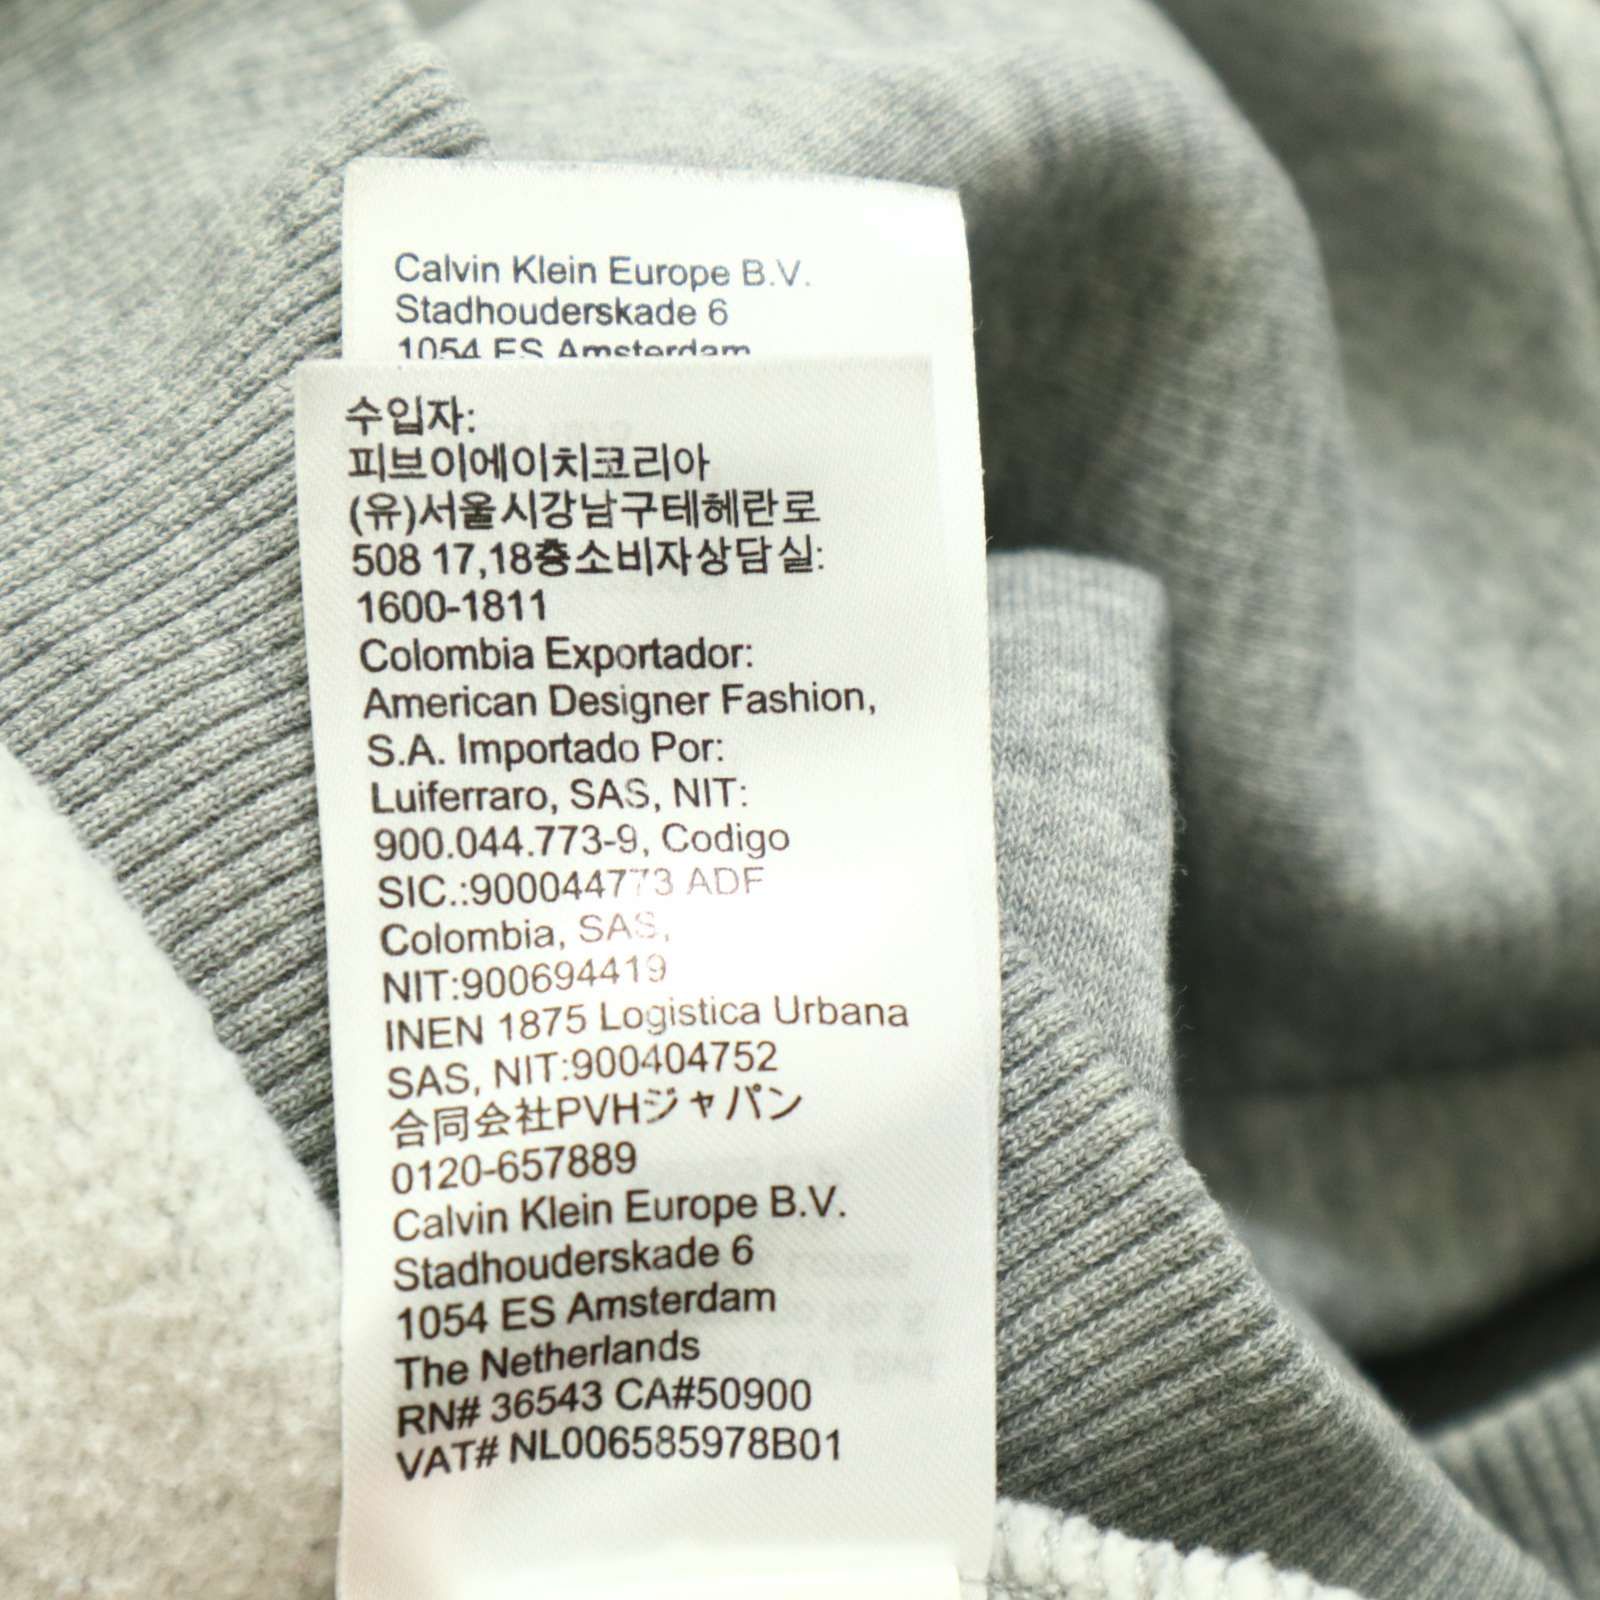 Calvin Klein Europe B.V.
Stadhouderskade 6
1054 ES Amsterdam
수입자:
피브이에이치코리아
(유)서울시강남구테헤란로
508 17,18층소비자상담실:
1600-1811
Colombia Exportador:
American Designer Fashion,
S.A. Importado Por:
Luiferraro, SAS, NIT:
900.044.773-9, Codigo
SIC.:900044773 ADF
Colombia, SAS,
NIT:900694419
INEN 1875 Logistica Urbana
SAS, NIT:900404752
合同会社PVHジャパン
0120-657889
Calvin Klein Europe B.V.
Stadhouderskade 6
1054 ES Amsterdam
The Netherlands
RN# 36543 CA#50900
VAT# NL006585978B01